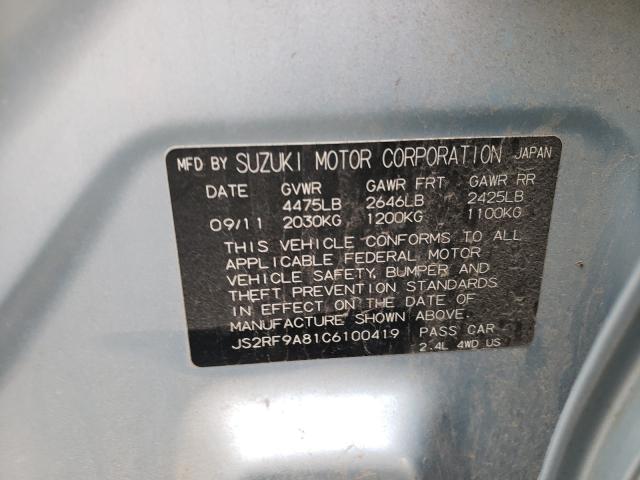 MFD BY SUZUKI MOTOR CORPORATION JAPAN
DATE GVWR GAWR FRT GAWR RR
4475LB 2646LB 2425LB
09/11 2030KG 1200KG 1100KG
THIS VEHICLE CONFORMS TO ALL
APPLICABLE FEDERAL MOTOR
VEHICLE SAFETY, BUMPER AND
THEFT PREVENTION STANDARDS
IN EFFECT ON THE DATE OF
MANUFACTURE SHOWN ABOVE.
JS2RF9A81C6100419 PASS CAR
2.4L 4WD US